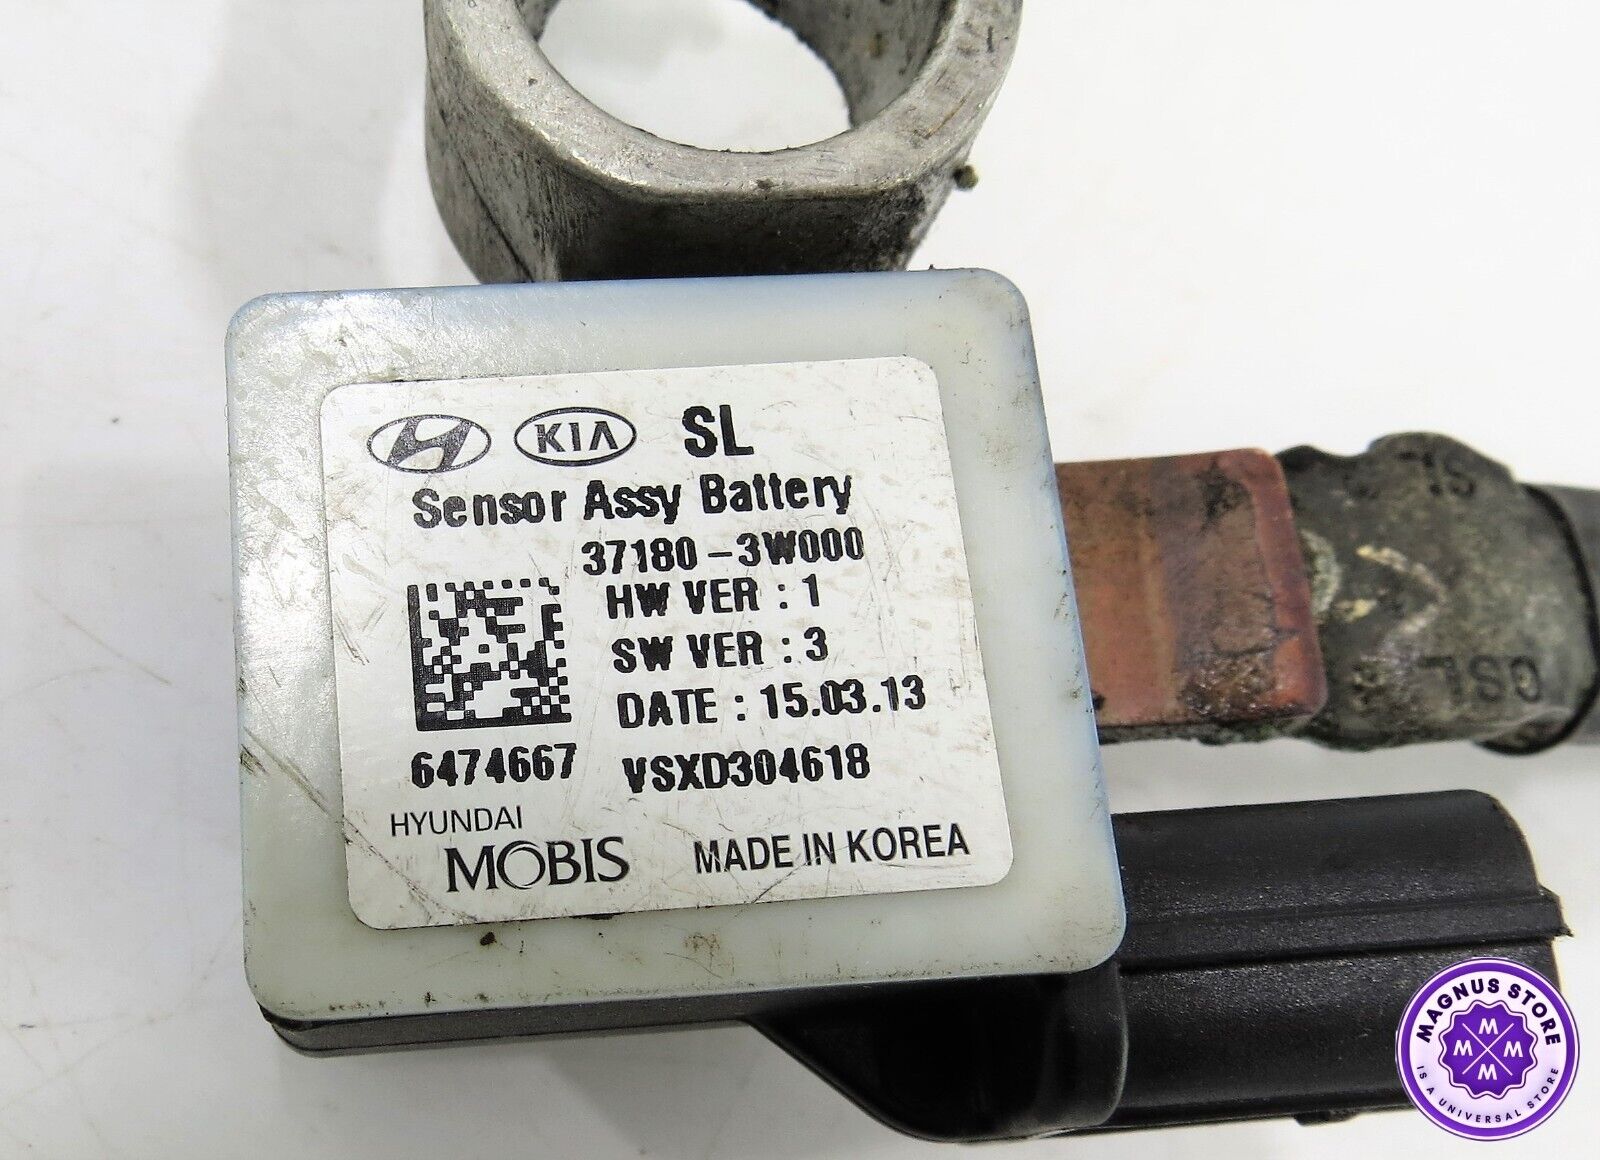 KIA SL
Sensor Assy Battery
37180-3W000
HW VER : 1
SW VER : 3
DATE : 15.03.13
6474667 VSXD304618
HYUNDAI
MOBIS MADE IN KOREA
MAGNUS STORE
M
M M
M
IS A UNIVERSAL STORE